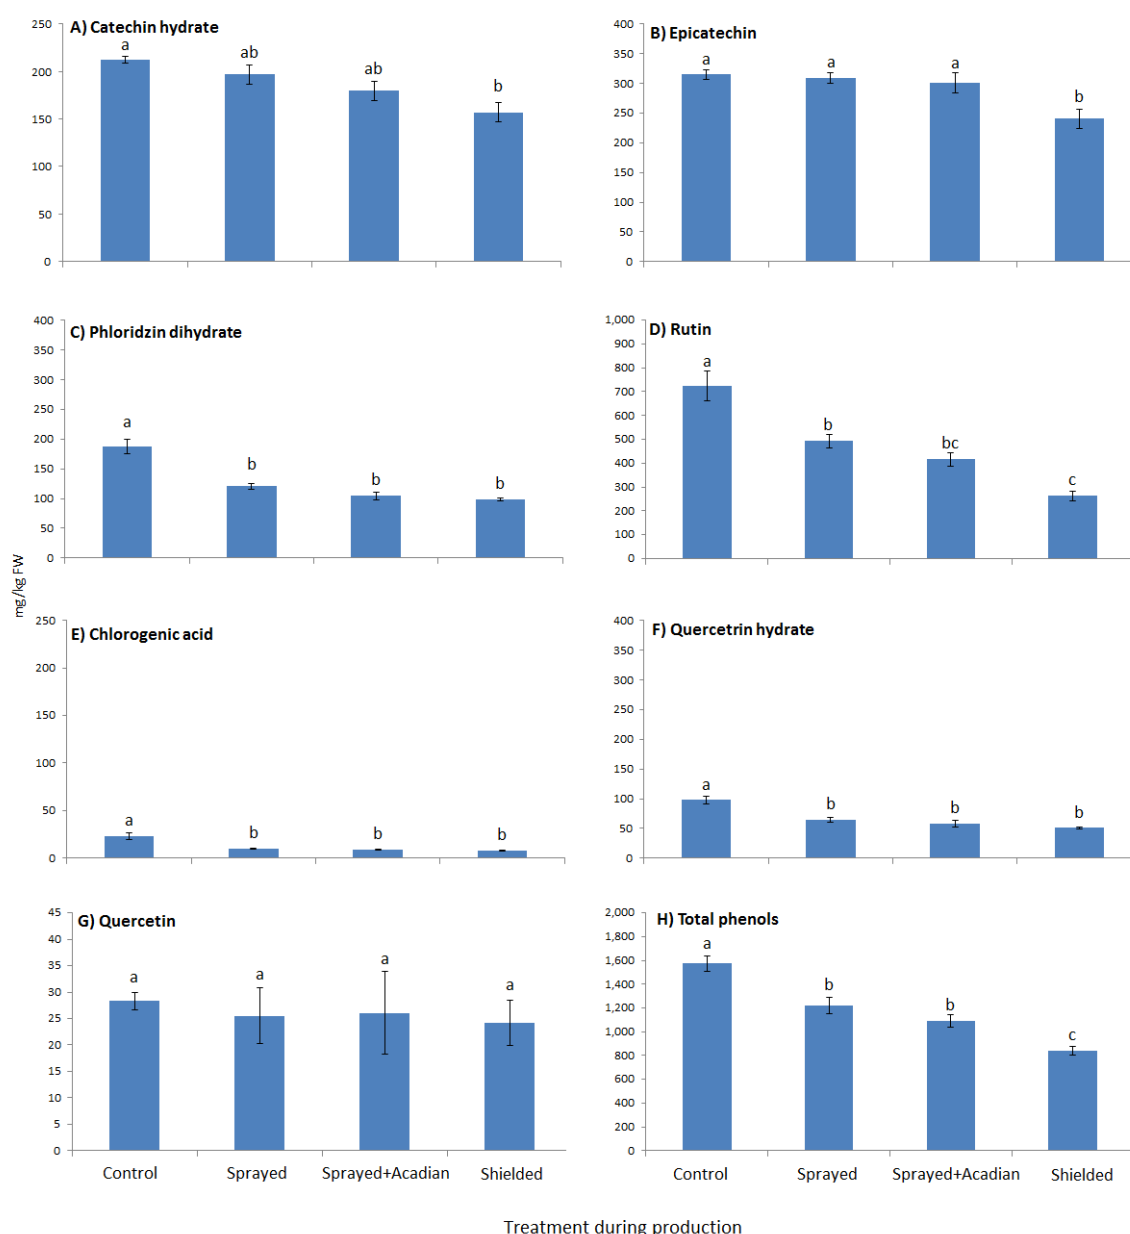 A) Catechin hydrate
250
200
150
100
50
0
a
ab
ab
b
B) Epicatechin
400
350
300
250
200
150
100
50
0
a
a
a
b
C) Phloridzin dihydrate
400
350
300
250
200
150
100
50
0
a
b
b
b
D) Rutin
1,000
900
800
700
600
500
400
300
200
100
0
a
b
bc
c
mg/kg FW
E) Chlorogenic acid
250
200
150
100
50
0
a
b
b
b
F) Quercetrin hydrate
400
350
300
250
200
150
100
50
0
a
b
b
b
G) Quercetin
45
40
35
30
25
20
15
10
5
0
a
a
a
a
Control Sprayed Sprayed+Acadian Shielded
H) Total phenols
2,000
1,800
1,600
1,400
1,200
1,000
800
600
400
200
0
a
b
b
c
Control Sprayed Sprayed+Acadian Shielded
Treatment during production